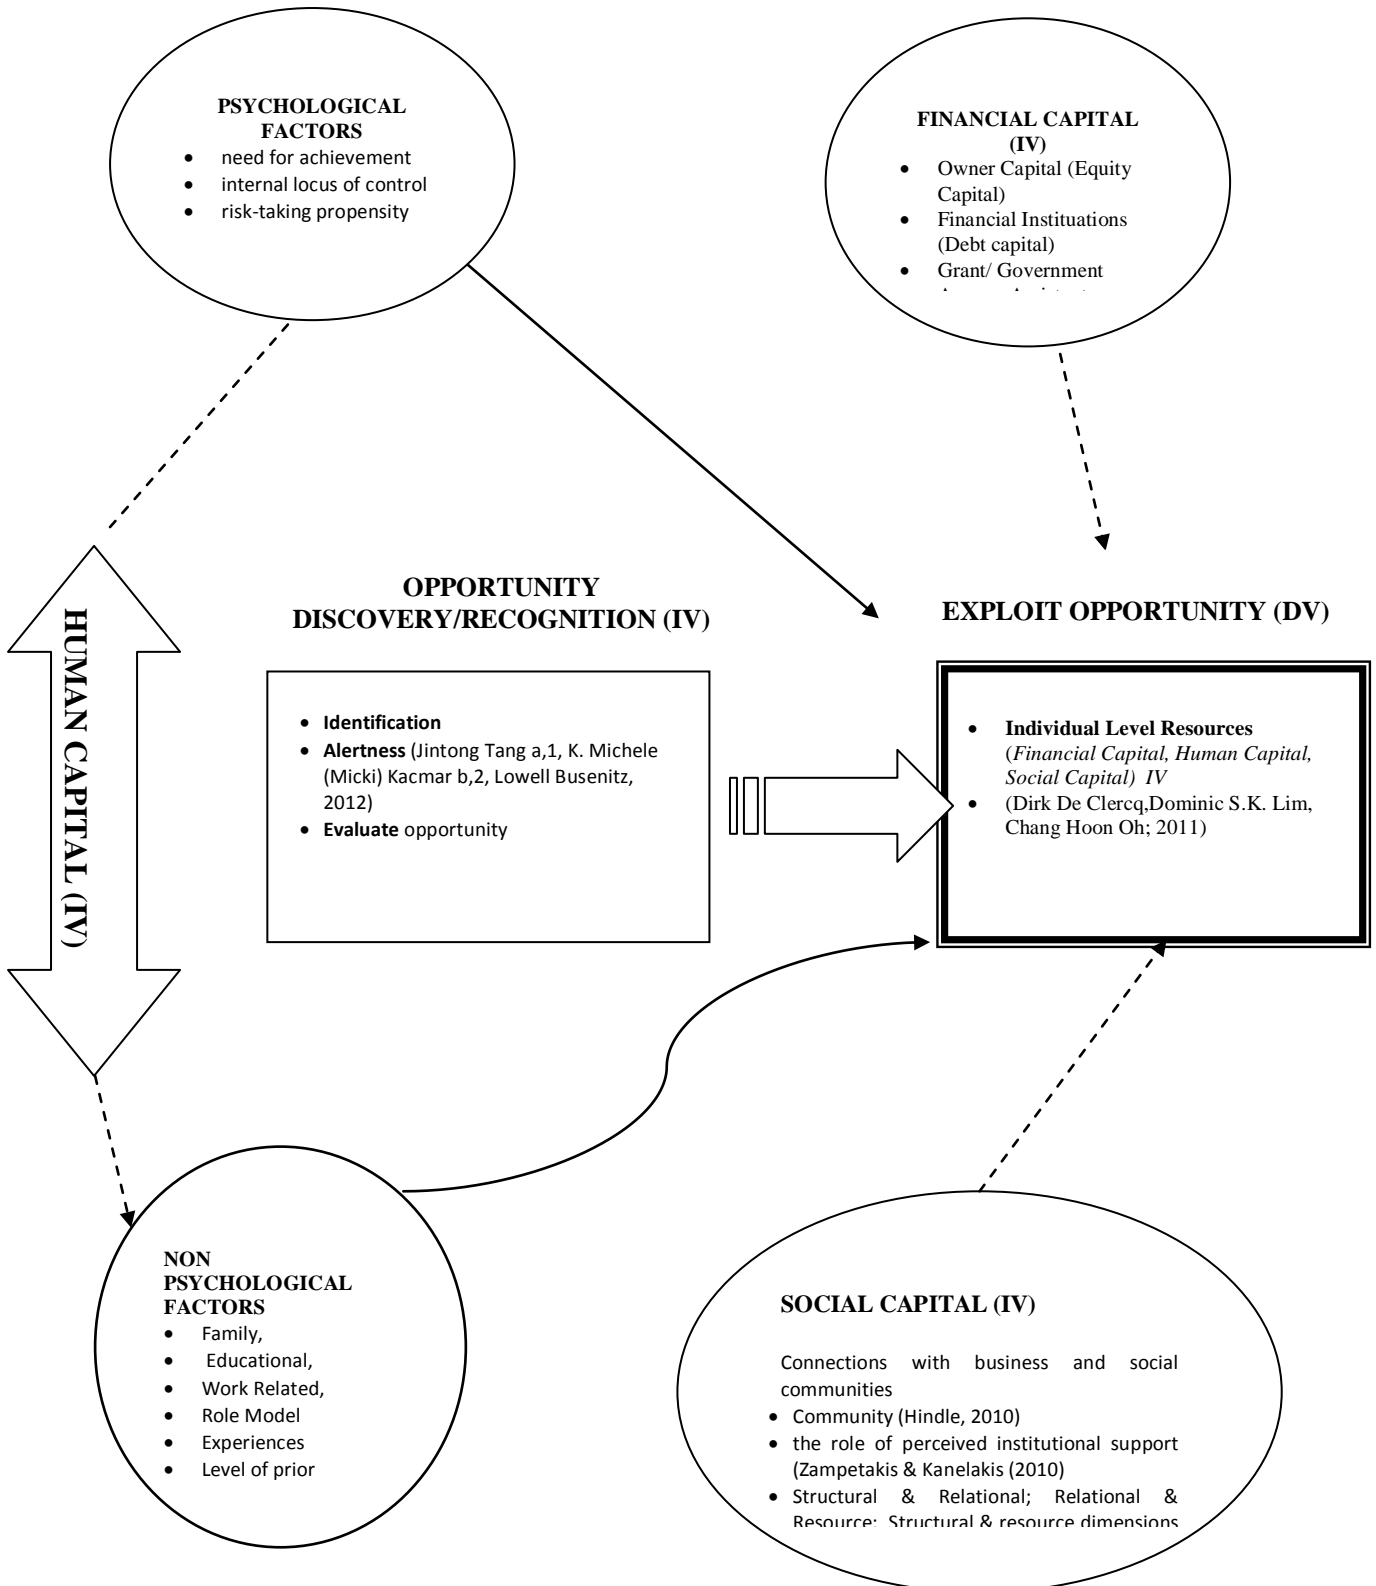 PSYCHOLOGICAL
FACTORS
• need for achievement
• internal locus of control
• risk-taking propensity
FINANCIAL CAPITAL
(IV)
• Owner Capital (Equity
Capital)
• Financial Instituations
(Debt capital)
• Grant/ Government
HUMAN CAPITAL (IV)
OPPORTUNITY
DISCOVERY/RECOGNITION (IV)
• Identification
• Alertness (Jintong Tang a,1, K. Michele
(Micki) Kacmar b,2, Lowell Busenitz,
2012)
• Evaluate opportunity
EXPLOIT OPPORTUNITY (DV)
• Individual Level Resources
(Financial Capital, Human Capital,
Social Capital) IV
• (Dirk De Clercq,Dominic S.K. Lim,
Chang Hoon Oh; 2011)
NON
PSYCHOLOGICAL
FACTORS
• Family,
• Educational,
• Work Related,
• Role Model
• Experiences
• Level of prior
SOCIAL CAPITAL (IV)
Connections with business and social
communities
• Community (Hindle, 2010)
• the role of perceived institutional support
(Zampetakis & Kanelakis (2010)
• Structural & Relational; Relational &
Resource; Structural & resource dimensions